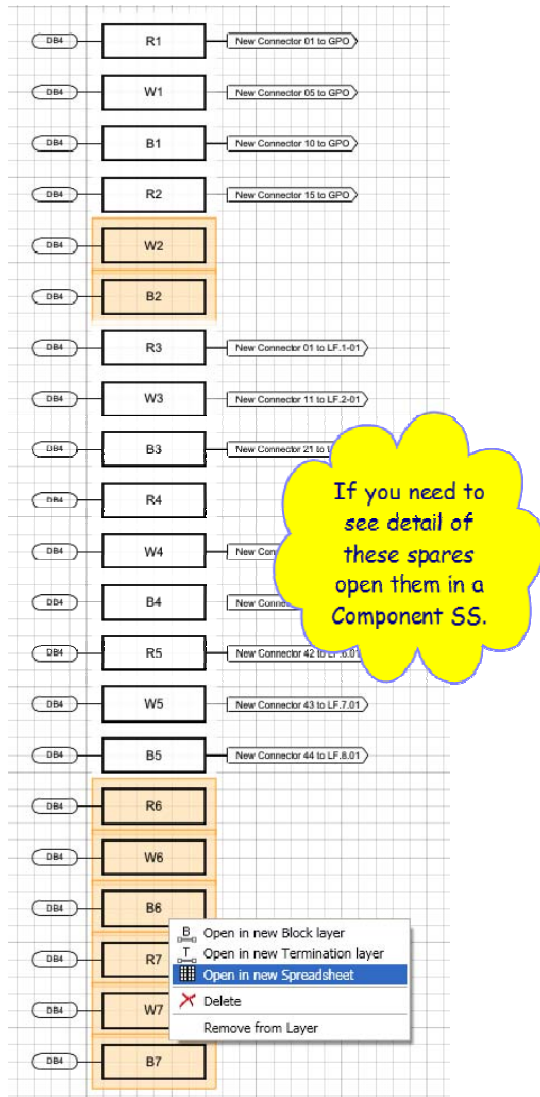 DB4 R1 New Connector 01 to GPO
DB4 W1 New Connector 05 to GPO
DB4 B1 New Connector 10 to GPO
DB4 R2 New Connector 15 to GPO
DB4 W2
DB4 B2
DB4 R3 New Connector 01 to LF.1-01
DB4 W3 New Connector 11 to LF.2-01
DB4 B3 New Connector 21 to
DB4 R4
DB4 W4 New
DB4 B4 New
DB4 R5 New Connector 42 to
DB4 W5 New Connector 43 to LF.7.01
DB4 B5 New Connector 44 to LF.8.01
DB4 R6
DB4 W6
DB4 B6
DB4 R7
DB4 W7
DB4 B7
If you need to
see detail of
these spares
open them in a
Component SS.
B Open in new Block layer
T Open in new Termination layer
Open in new Spreadsheet
Delete
Remove from Layer